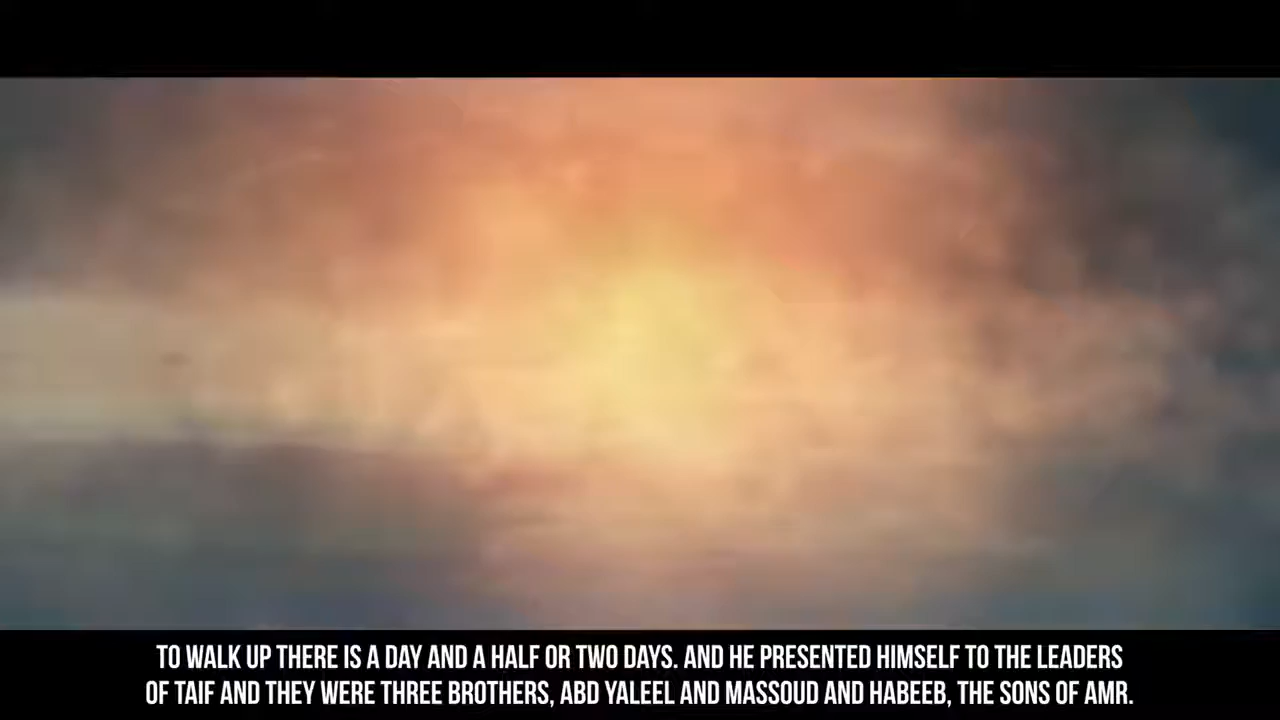 TO WALK UP THERE IS A DAY AND A HALF OR TWO DAYS. AND HE PRESENTED HIMSELF TO THE LEADERS
OF TAIF AND THEY WERE THREE BROTHERS, ABD YALEEL AND MASSOUD AND HABEEB, THE SONS OF AMR.